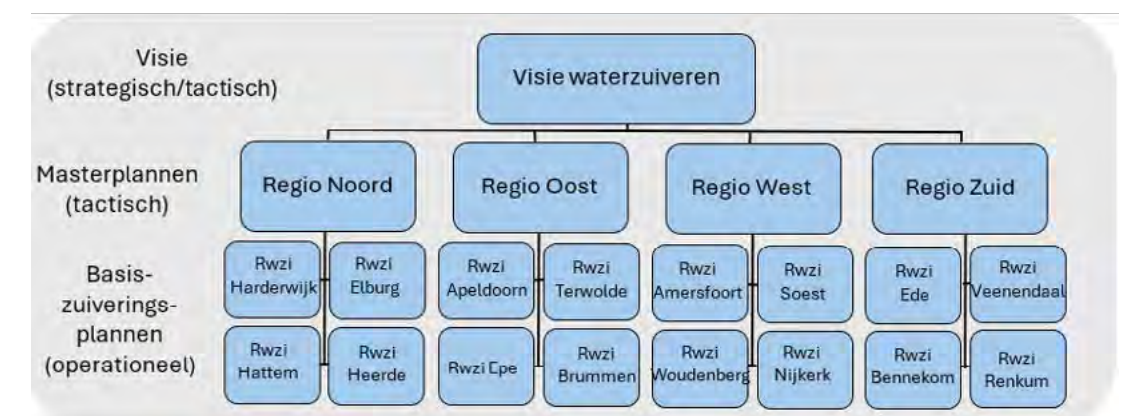 Visie
(strategisch/tactisch)
Visie waterzuiveren
Masterplannen
(tactisch)
Regio Noord
Regio Oost
Regio West
Regio Zuid
Basis-
zuiverings-
plannen
(operationeel)
Rwzi
Harderwijk
Rwzi
Elburg
Rwzi
Apeldoorn
Rwzi
Terwolde
Rwzi
Amersfoort
Rwzi
Soest
Rwzi
Ede
Rwzi
Veenendaal
Rwzi
Hattem
Rwzi
Heerde
Rwzi Epe
Rwzi
Brummen
Rwzi
Woudenberg
Rwzi
Nijkerk
Rwzi
Bennekom
Rwzi
Renkum